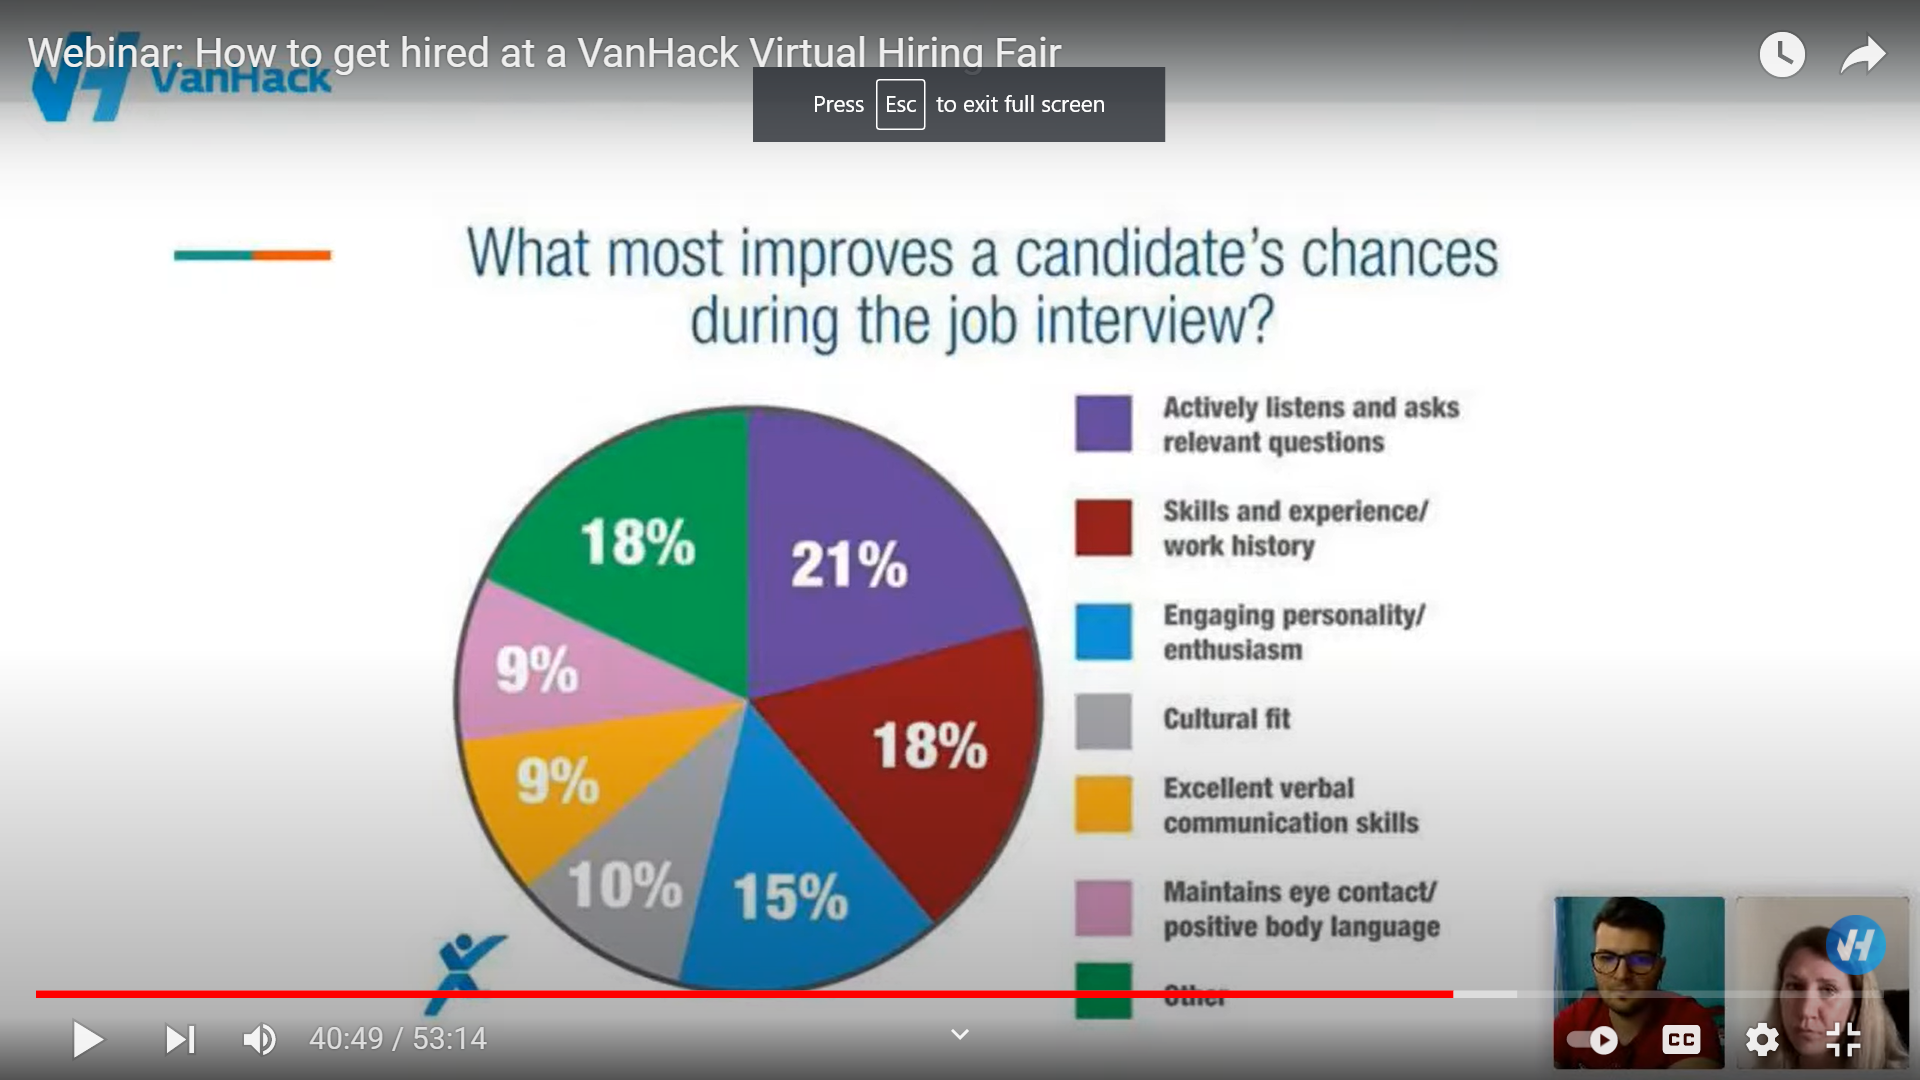 Webinar: How to get hired at a VanHack Virtual Hiring Fair
VanHack
Press Esc to exit full screen
What most improves a candidate's chances
during the job interview?
18%
21%
9%
18%
9%
10%
15%
Actively listens and asks
relevant questions
Skills and experience/
work history
Engaging personality/
enthusiasm
Cultural fit
Excellent verbal
communication skills
Maintains eye contact/
positive body language
Other
40:49 / 53:14
CC